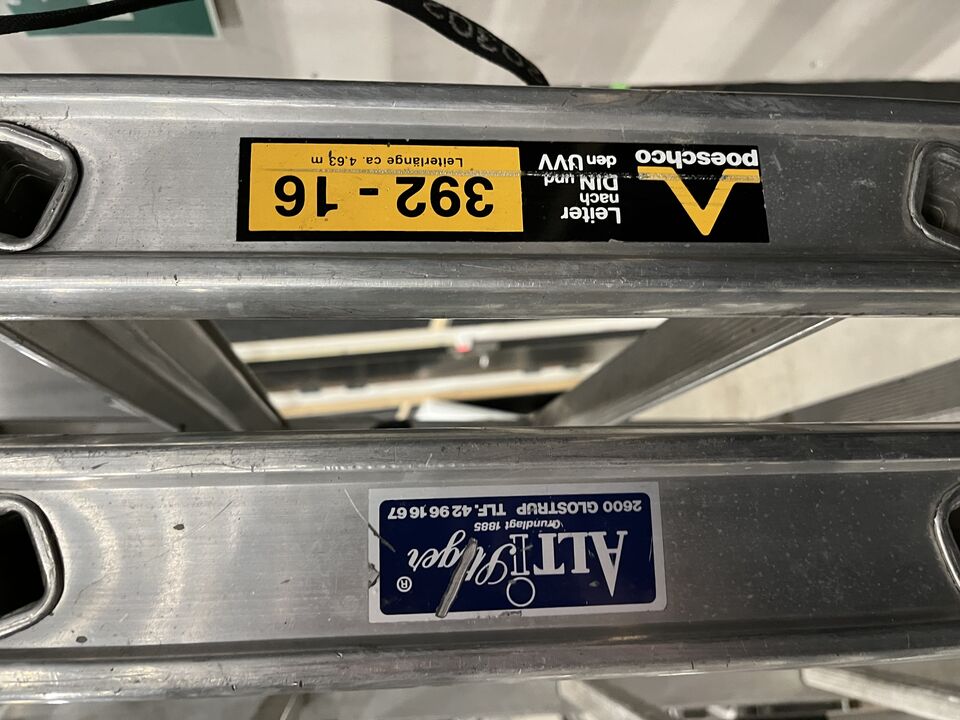 ALT I Stiger ®
Grundlagt 1885
2600 GLOSTRUP TLF. 42 96 16 67
poeschco
Leiter
nach
DIN und
den UVV
392 - 16
Leiterlänge ca. 4,63 m